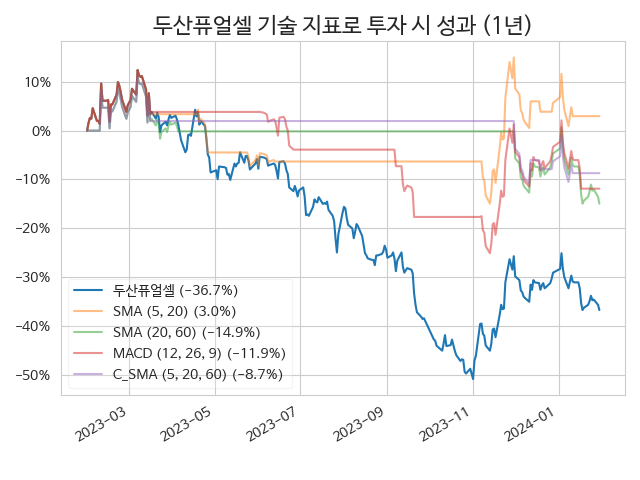 두산퓨얼셀 기술 지표로 투자 시 성과 (1년)
10%
0%
−10%
−20%
−30%
−40%
−50%
두산퓨얼셀 (−36.7%)
SMA (5, 20) (3.0%)
SMA (20, 60) (−14.9%)
MACD (12, 26, 9) (−11.9%)
C_SMA (5, 20, 60) (−8.7%)
2023−03
2023−05
2023−07
2023−09
2023−11
2024−01